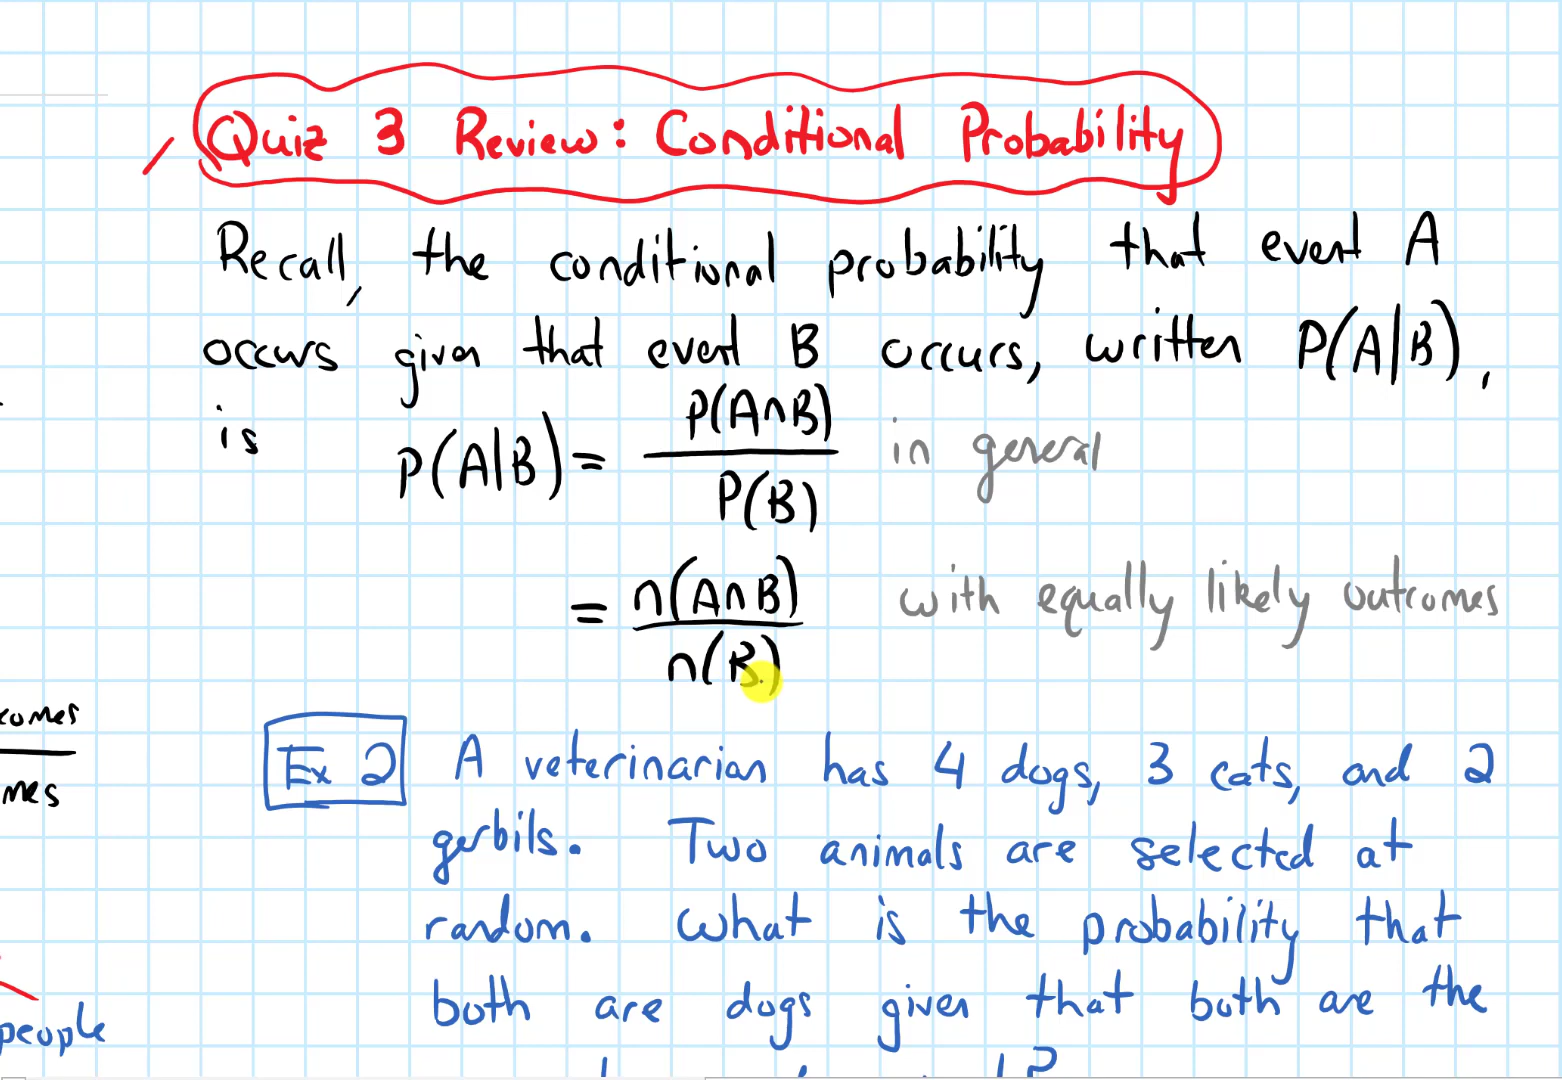 Quiz 3 Review: Conditional Probability
Recall, the conditional probability that event A
occurs given that event B occurs, written P(A|B),
is P(A|B) = P(A∩B) / P(B) in general
= n(A∩B) / n(B) with equally likely outcomes
Ex 2 A veterinarian has 4 dogs, 3 cats, and 2
gerbils. Two animals are selected at
random. What is the probability that
both are dogs given that both are the
people